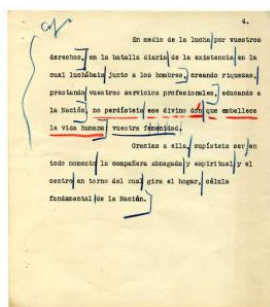 4.
En medio de la lucha por vuestros
derechos, en la batalla diaria de la existencia en la
cual luchábais junto a los hombres, creando riquezas,
prestando vuestros servicios profesionales, educando a
la Nación, no perdísteis ese divino don que embellece
la vida humana: vuestra femenidad.
Gracias a ella, supísteis ser en
todo momento la compañera abnegada y espiritual y el
centro en torno del cual gira el hogar, célula
fundamental de la Nación.